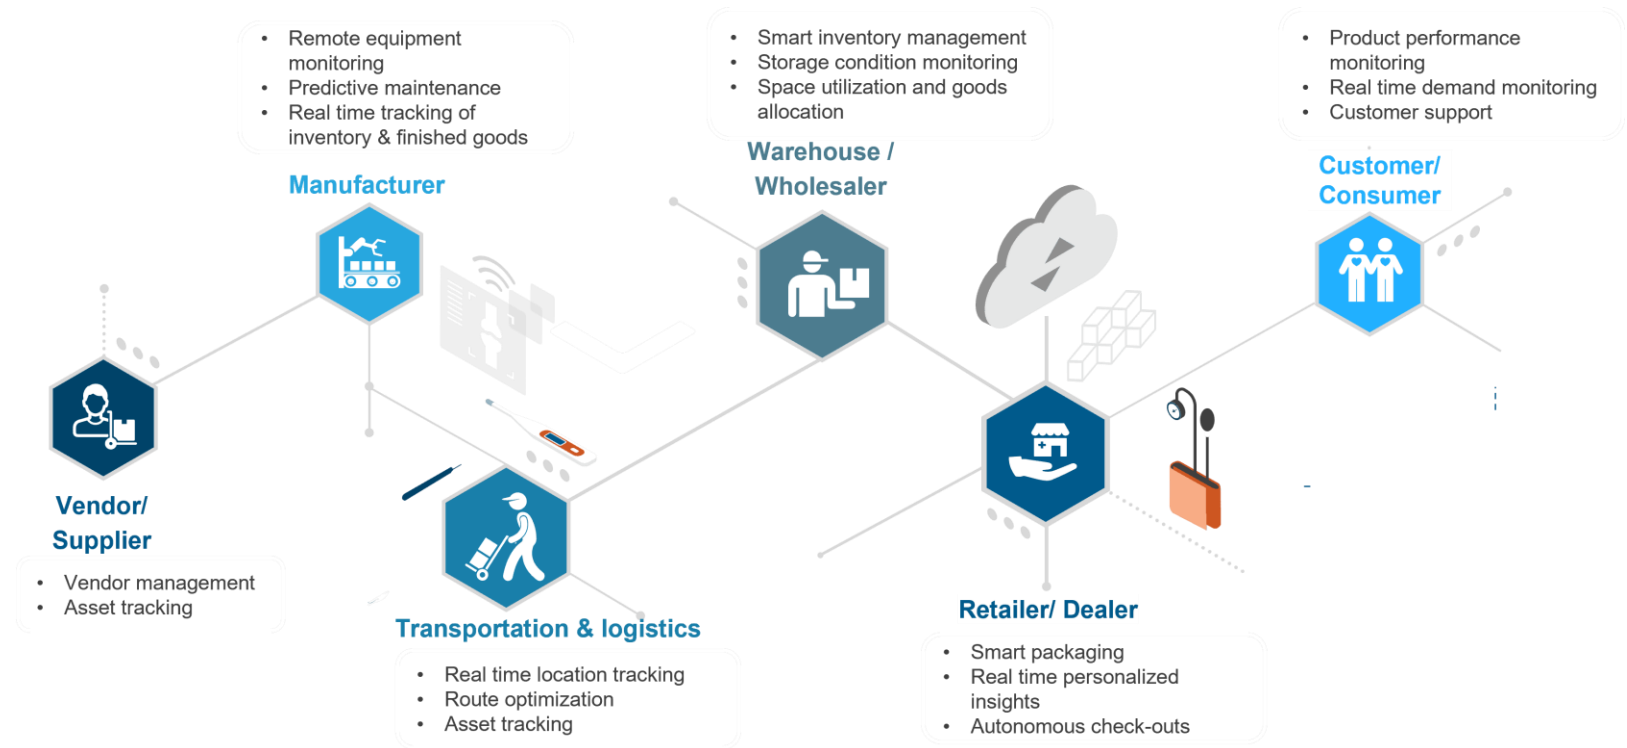 • Remote equipment
monitoring
• Predictive maintenance
• Real time tracking of
inventory & finished goods
Manufacturer
• Smart inventory management
• Storage condition monitoring
• Space utilization and goods
allocation
Warehouse /
Wholesaler
• Product performance
monitoring
• Real time demand monitoring
• Customer support
Customer/
Consumer
Vendor/
Supplier
• Vendor management
• Asset tracking
Transportation & logistics
• Real time location tracking
• Route optimization
• Asset tracking
Retailer/ Dealer
• Smart packaging
• Real time personalized
insights
• Autonomous check-outs